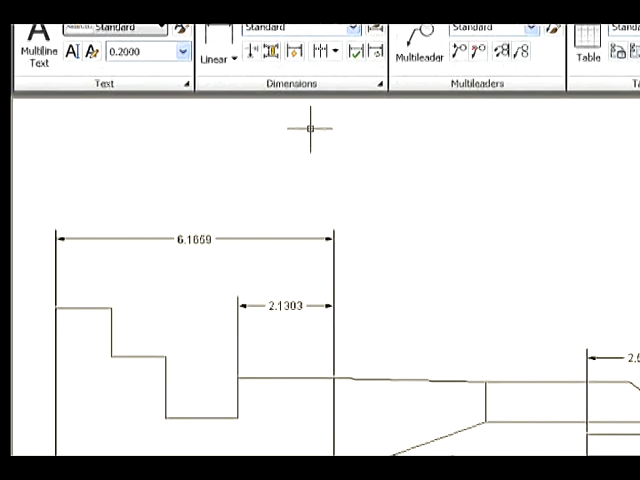 Standard
Standard
Standard
Multiline
Text
0.2000
Linear
Multileader
Table
Text
Dimensions
Multileaders
6.1669
2.1303